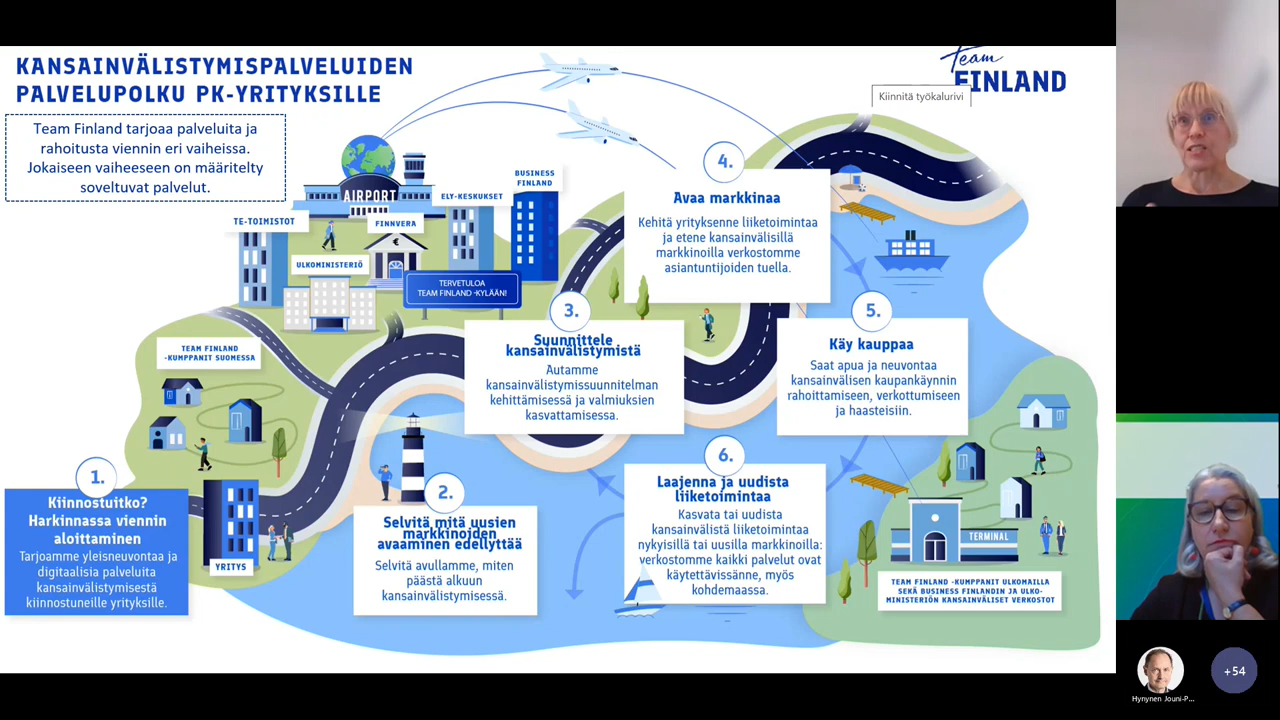 KANSAINVÄLISTYMISPALVELUIDEN
PALVELUPOLKU PK-YRITYKSILLE
Team Finland tarjoaa palveluita ja
rahoitusta viennin eri vaiheissa.
Jokaiseen vaiheeseen on määritelty
soveltuvat palvelut.
Team
FINLAND
Kiinnitä työkalurivi
AIRPORT
BUSINESS
FINLAND
ELY-KESKUKSET
TE-TOIMISTOT
FINNVERA
€
ULKOMINISTERIÖ
TERVETULOA
TEAM FINLAND -KYLÄÄN!
TEAM FINLAND
-KUMPPANIT SUOMESSA
1.
Kiinnostuitko?
Harkinnassa viennin
aloittaminen
Tarjoamme yleisneuvontaa ja
digitaalisia palveluita
kansainvälistymisestä
kiinnostuneille yrityksille.
YRITYS
2.
Selvitä mitä uusien
markkinoiden
avaaminen edellyttää
Selvitä avullamme, miten
päästä alkuun
kansainvälistymisessä.
3.
Suunnittele
kansainvälistymistä
Autamme
kansainvälistymissuunnitelman
kehittämisessä ja valmiuksien
kasvattamisessa.
4.
Avaa markkinaa
Kehitä yrityksenne liiketoimintaa
ja etene kansainvälisillä
markkinoilla verkostomme
asiantuntijoiden tuella.
5.
Käy kauppaa
Saat apua ja neuvontaa
kansainvälisen kaupankäynnin
rahoittamiseen, verkottumiseen
ja haasteisiin.
6.
Laajenna ja uudista
liiketoimintaa
Kasvata tai uudista
kansainvälistä liiketoimintaa
nykyisillä tai uusilla markkinoilla:
verkostomme kaikki palvelut ovat
käytettävissänne, myös
kohdemaassa.
TERMINAL
TEAM FINLAND -KUMPPANIT ULKOMAILLA
SEKÄ BUSINESS FINLANDIN JA ULKO-
MINISTERIÖN KANSAINVÄLISET VERKOSTOT
Hynynen Jouni-P...
+54